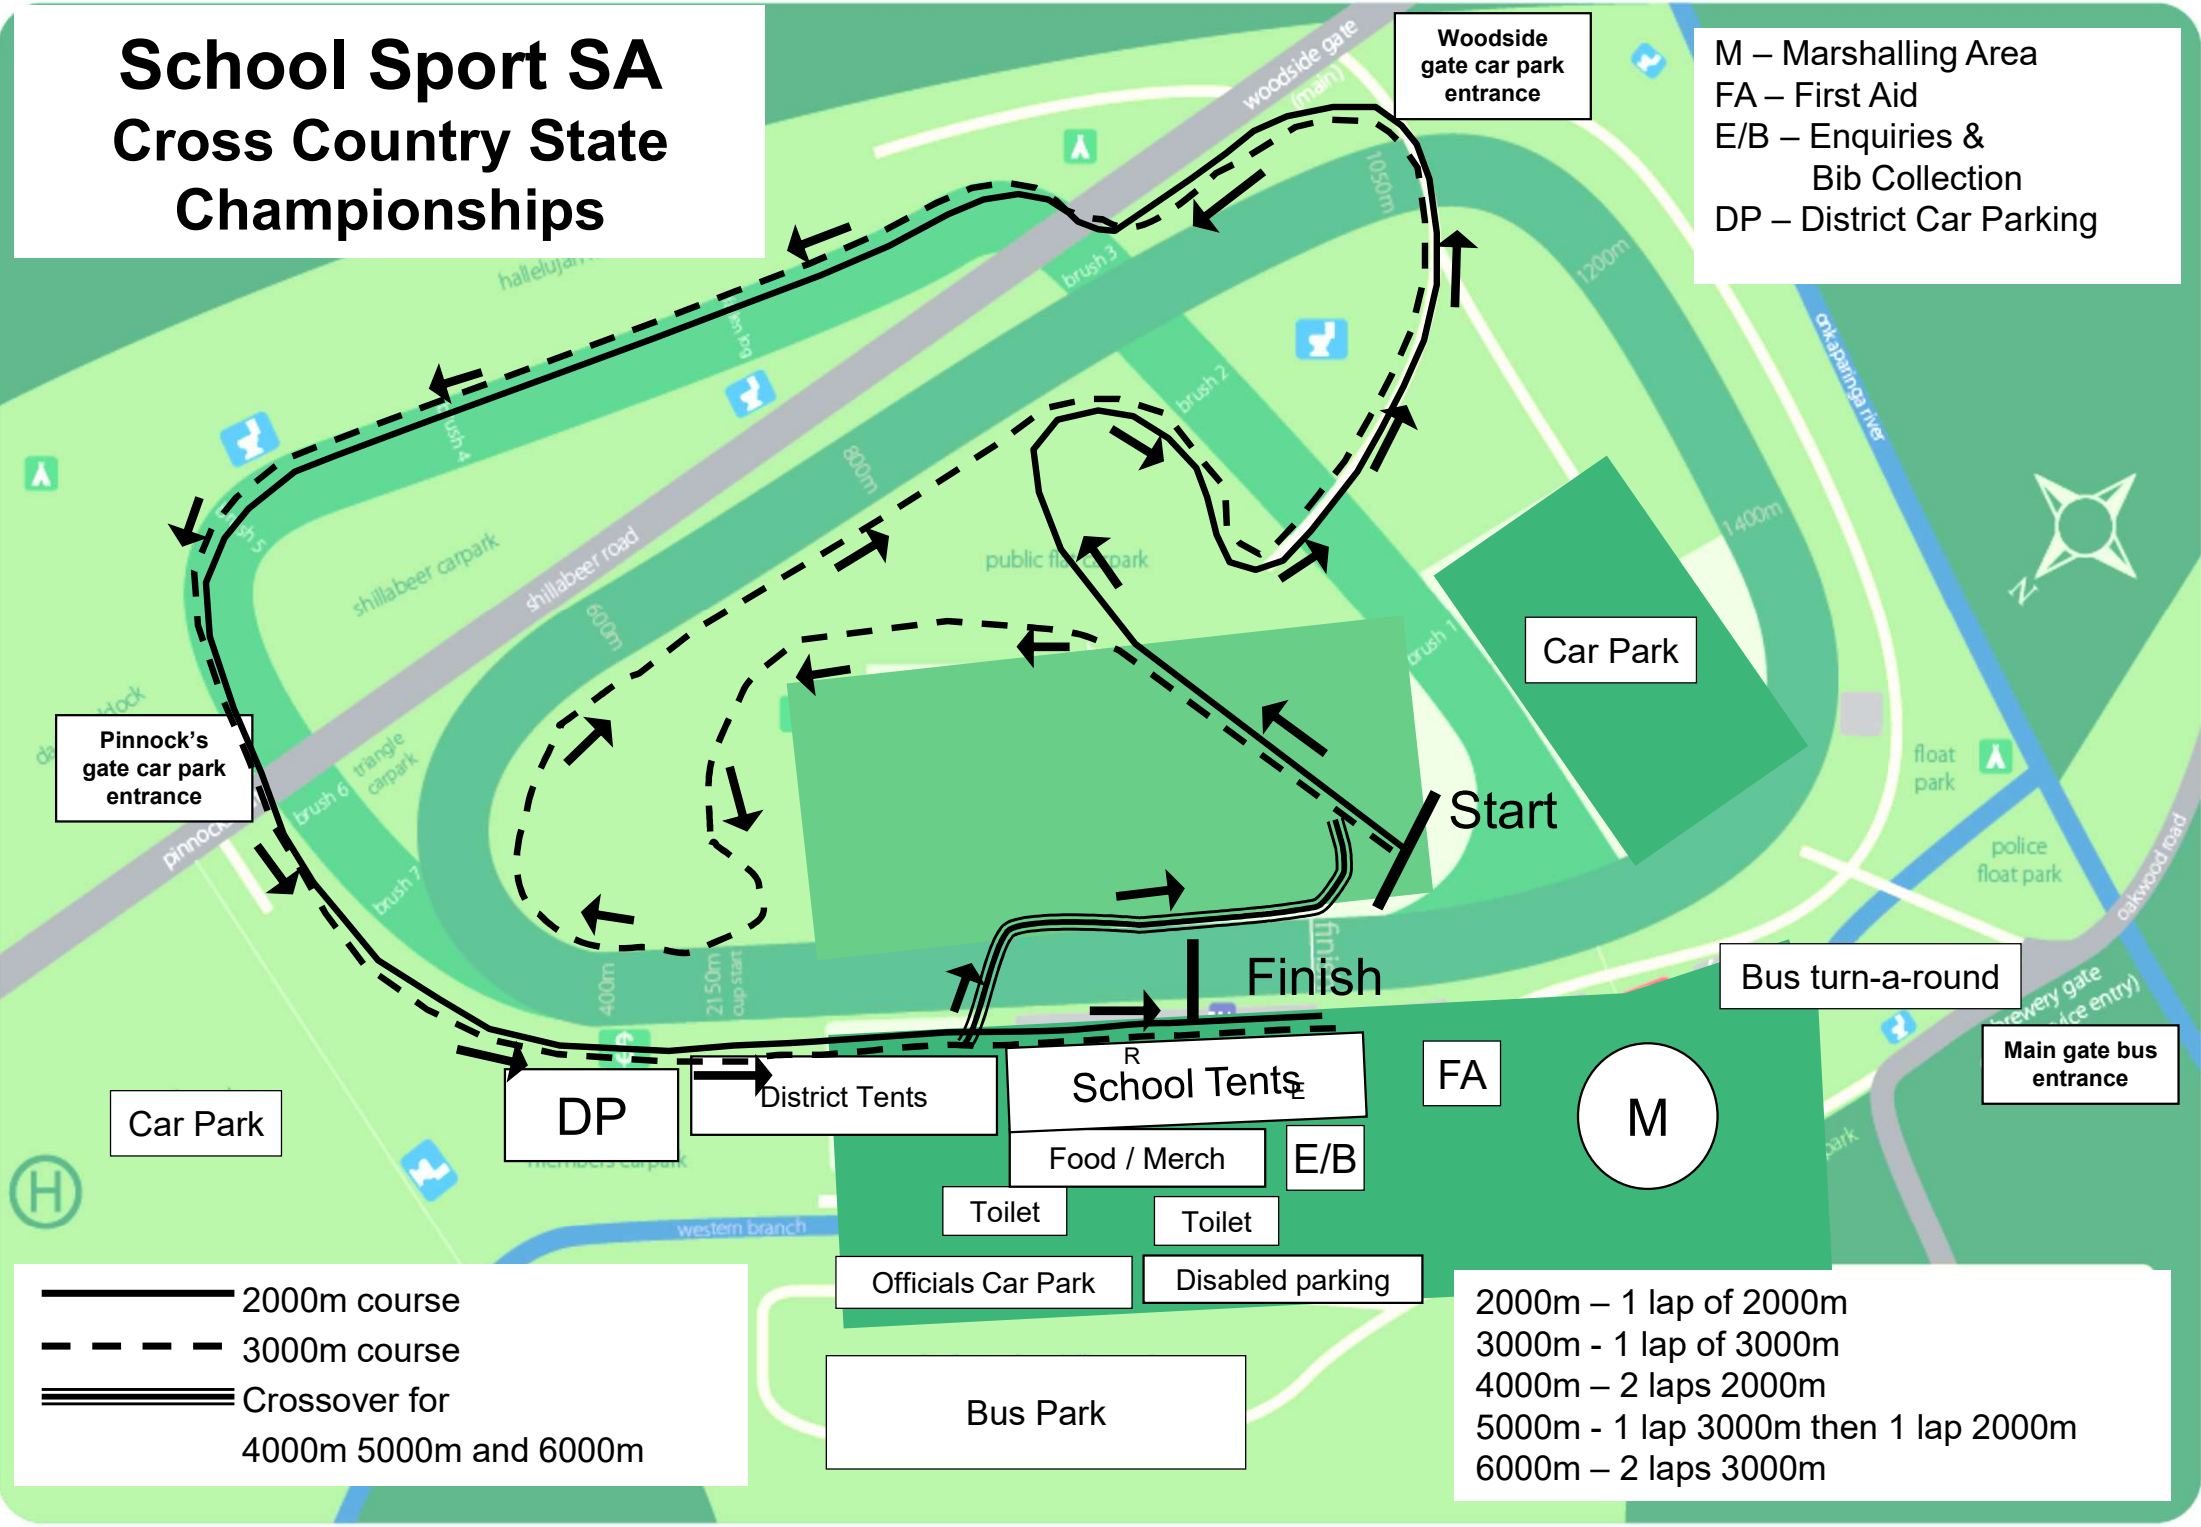 School Sport SA
Cross Country State
Championships
woodside gate
(main)
Woodside
gate car park
entrance
M – Marshalling Area
FA – First Aid
E/B – Enquiries &
Bib Collection
DP – District Car Parking
1050m
1200m
brush 3
onkaparinga river
brush 2
800m
brush 5
shillabeer carpark
shillabeer road
public flat carpark
1400m
N
600m
brush 1
Car Park
Pinnock's
gate car park
entrance
triangle
carpark
brush 6
brush 7
Start
float
park
police
float park
oakwood road
400m
2150m
cup start
Finish
Bus turn-a-round
Main gate bus
entrance
$
R
School Tents
E
FA
M
DP
District Tents
Car Park
Food / Merch
E/B
H
Toilet
Toilet
western branch
Officials Car Park
Disabled parking
2000m course
3000m course
Crossover for
4000m 5000m and 6000m
Bus Park
2000m – 1 lap of 2000m
3000m - 1 lap of 3000m
4000m – 2 laps 2000m
5000m - 1 lap 3000m then 1 lap 2000m
6000m – 2 laps 3000m